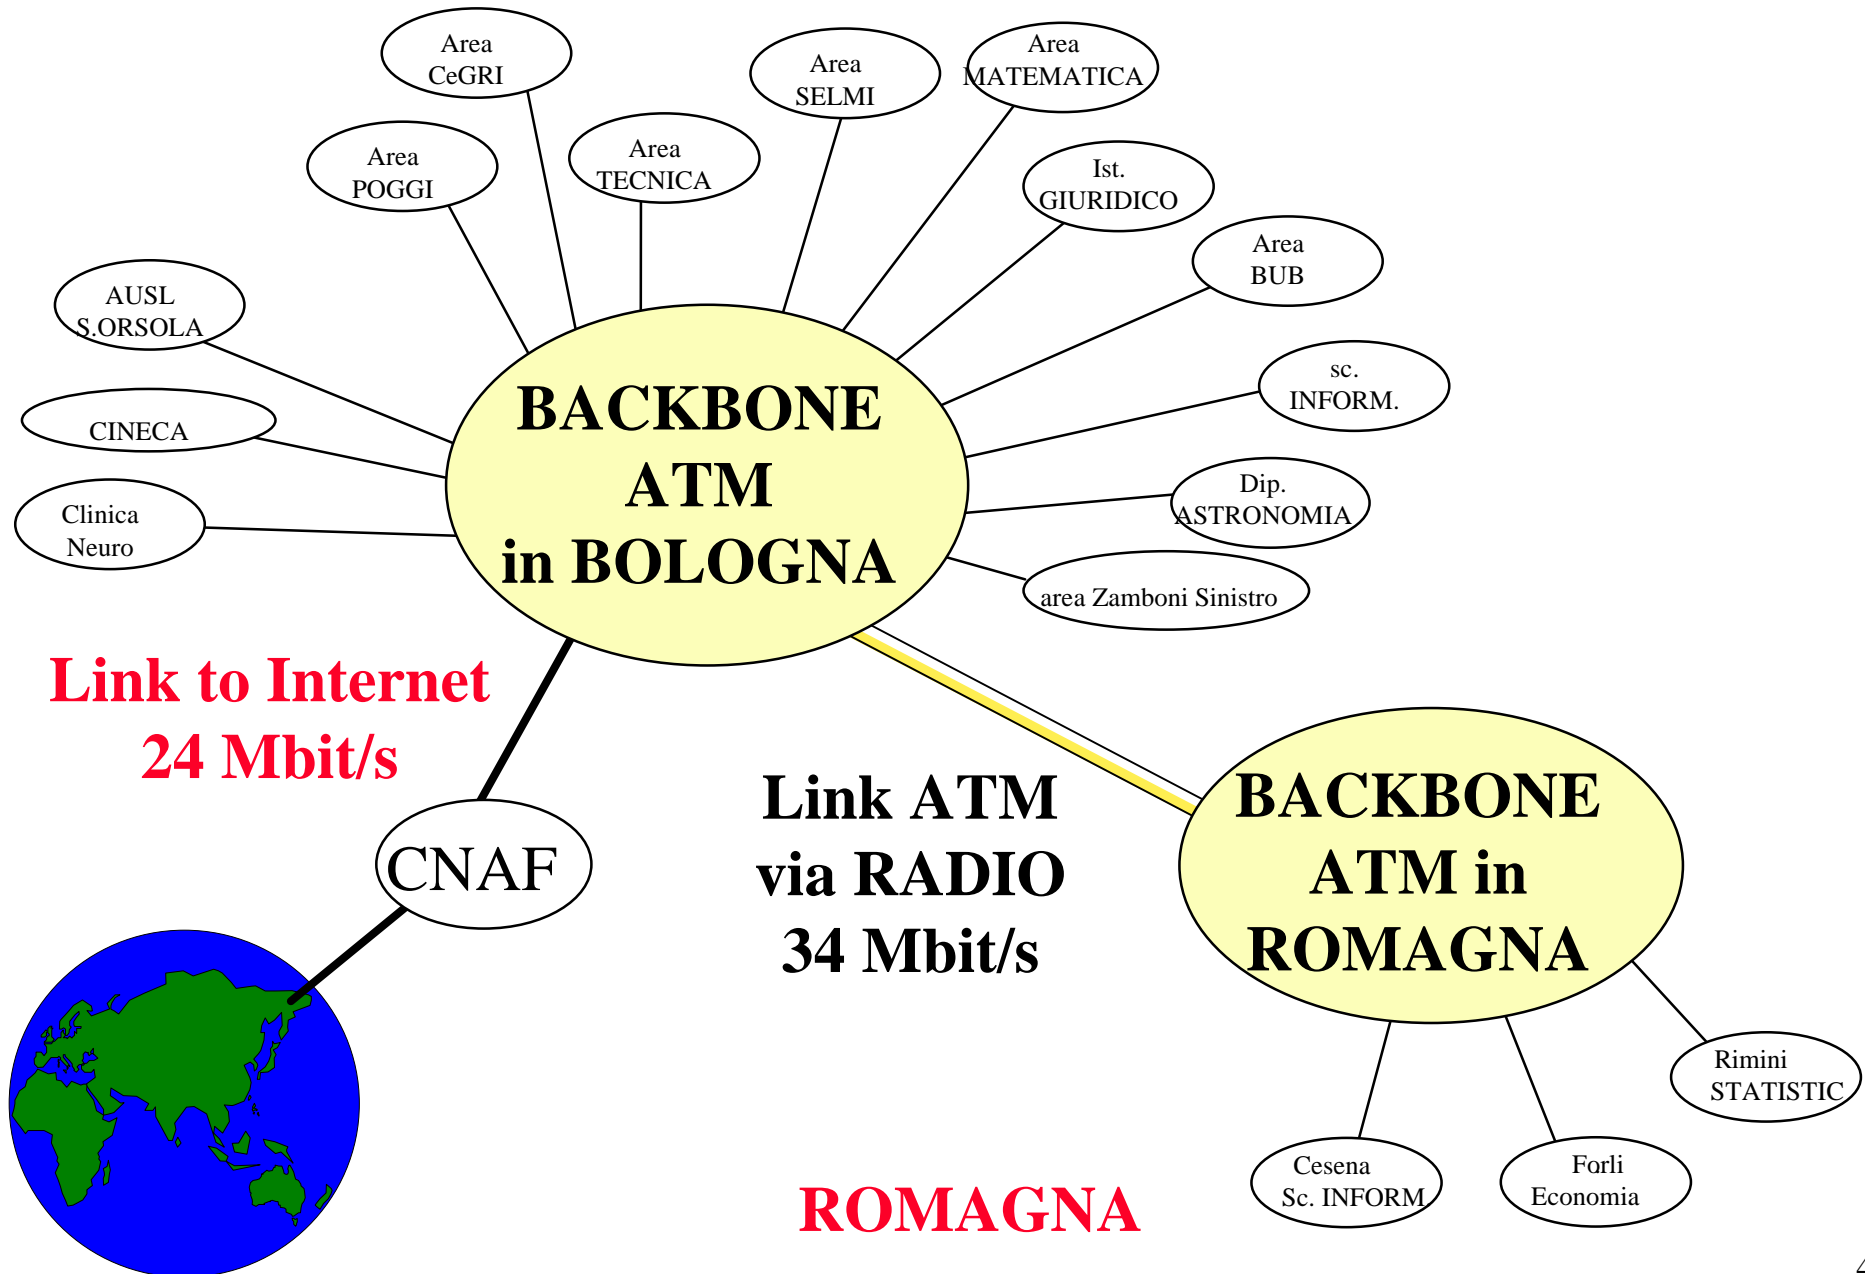 Area
CeGRI
Area
SELMI
Area
MATEMATICA
Area
POGGI
Area
TECNICA
Ist.
GIURIDICO
Area
BUB
AUSL
S.ORSOLA
sc.
INFORM.
CINECA
Clinica
Neuro
Dip.
ASTRONOMIA
area Zamboni Sinistro
BACKBONE
ATM
in BOLOGNA
Link to Internet
24 Mbit/s
CNAF
Link ATM
via RADIO
34 Mbit/s
BACKBONE
ATM in
ROMAGNA
Rimini
STATISTIC
Cesena
Sc. INFORM
Forli
Economia
ROMAGNA
4